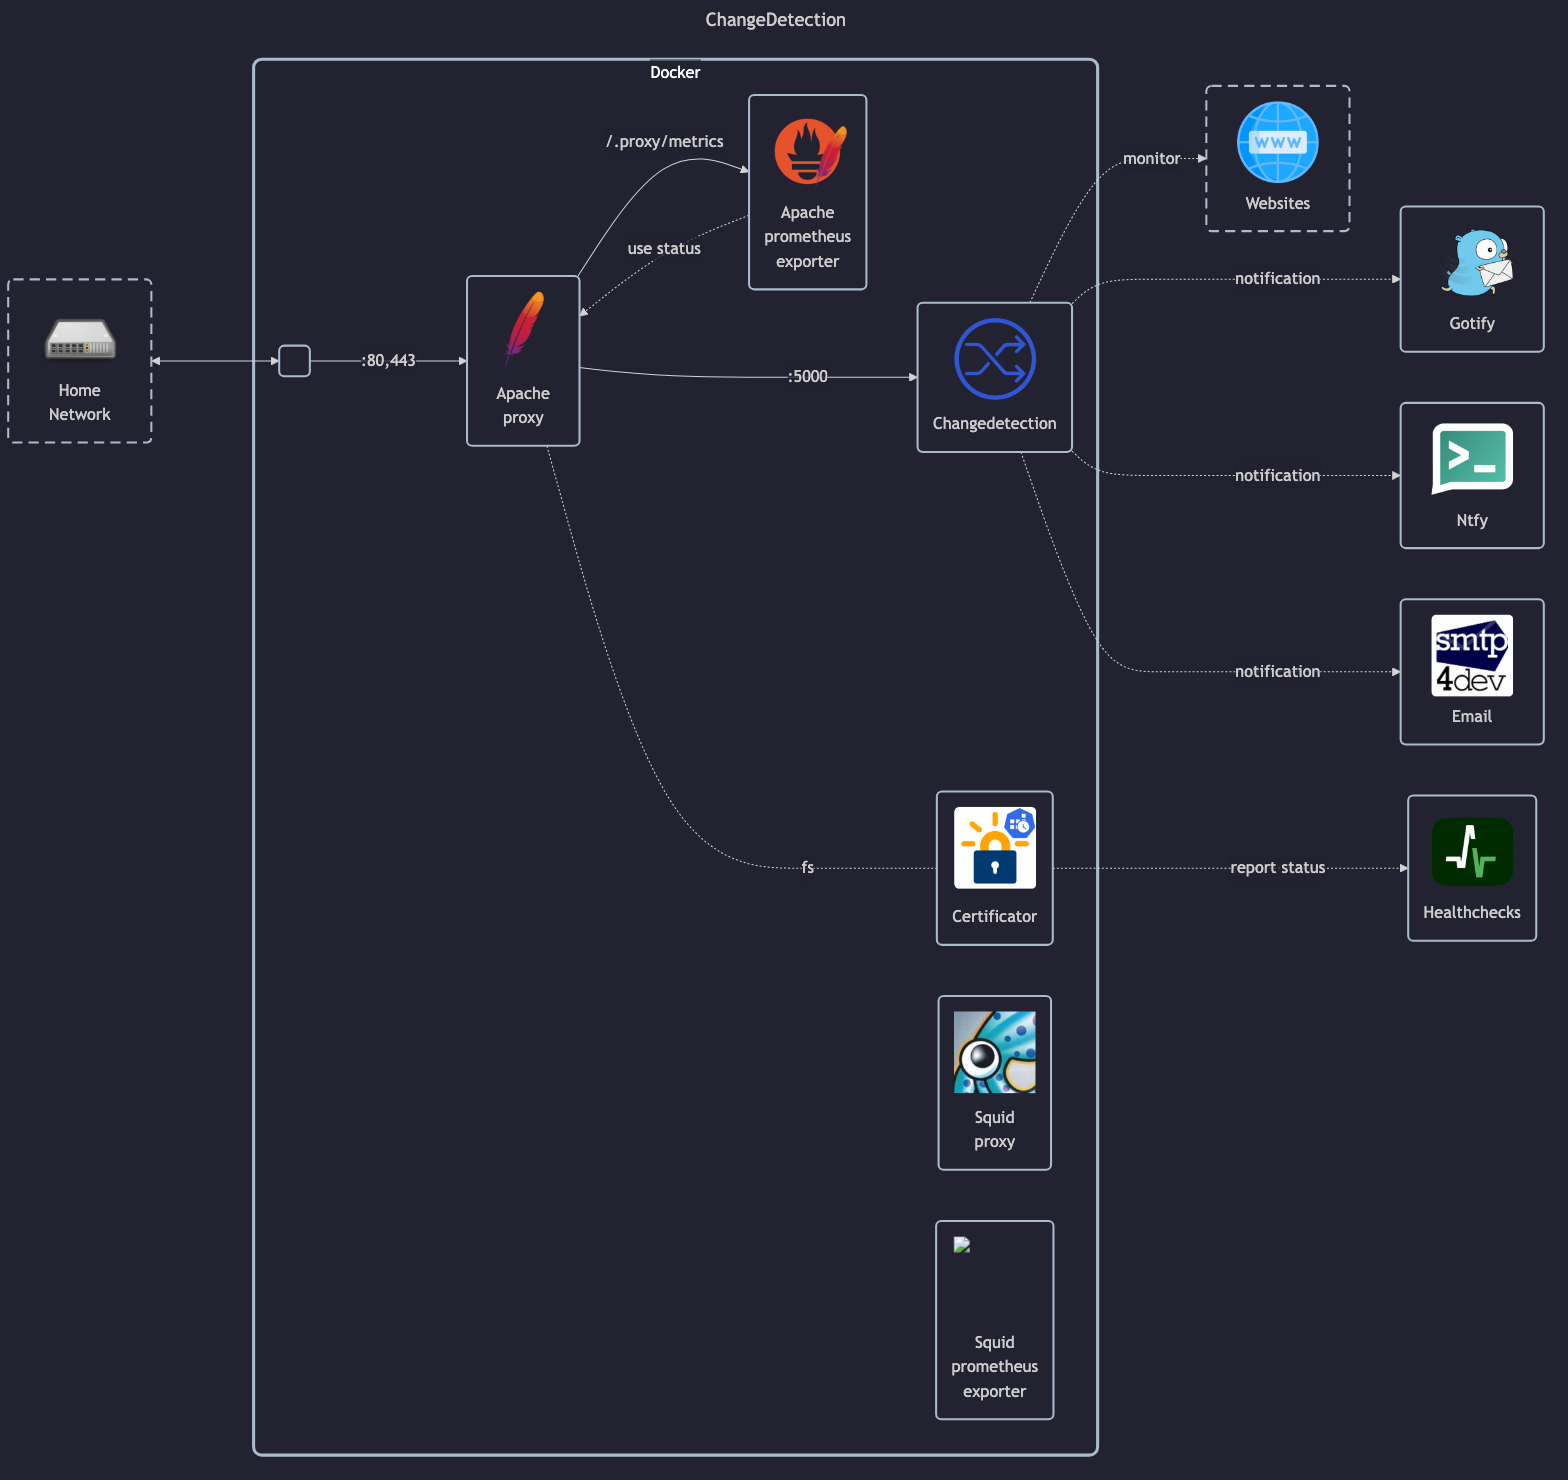 ChangeDetection
Docker
/.proxy/metrics
Apache
prometheus
exporter
use status
monitor
WWW
Websites
notification
Gotify
Home
Network
:80,443
Apache
proxy
:5000
Changedetection
notification
>_
Ntfy
notification
smtp
4dev
Email
fs
Certificator
report status
Healthchecks
Squid
proxy
Squid
prometheus
exporter